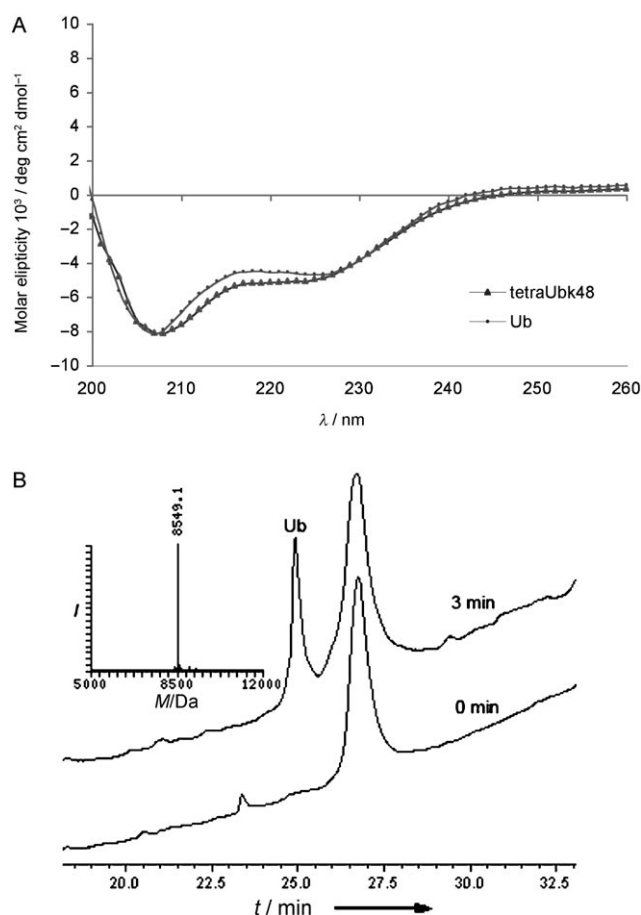 A
Molar elipticity 10³ / deg cm² dmol⁻¹
10
8
6
4
2
0
−2
−4
−6
−8
−10
200 210 220 230 240 250 260
λ / nm
tetraUbk48
Ub
B
8549.1
I
5000 8500 12000
M/Da
Ub
3 min
0 min
20.0 22.5 25.0 27.5 30.0 32.5
t / min